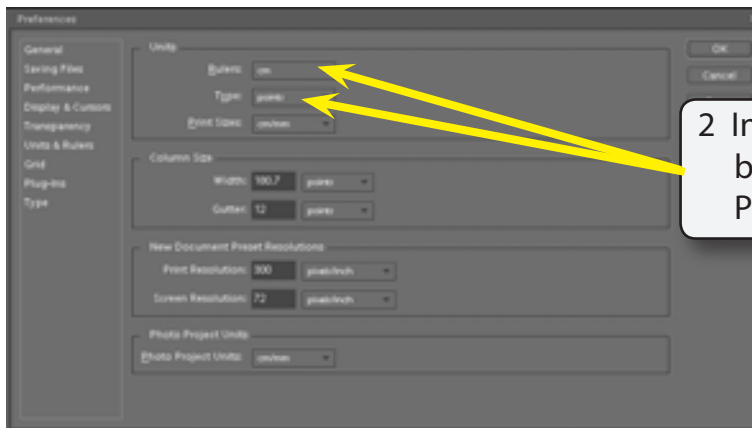 Preferences
General
Saving Files
Performance
Display & Cursors
Transparency
Units & Rulers
Grid
Plug-Ins
Type
Units
Rulers: cm
Type: points
Print Sizes: cm/mm
Column Size
Width: 180.7 points
Gutter: 12 points
New Document Preset Resolutions
Print Resolution: 300 pixels/inch
Screen Resolution: 72 pixels/inch
Photo Project Units
Photo Project Units: cm/mm
OK
Cancel
2 In
b
P